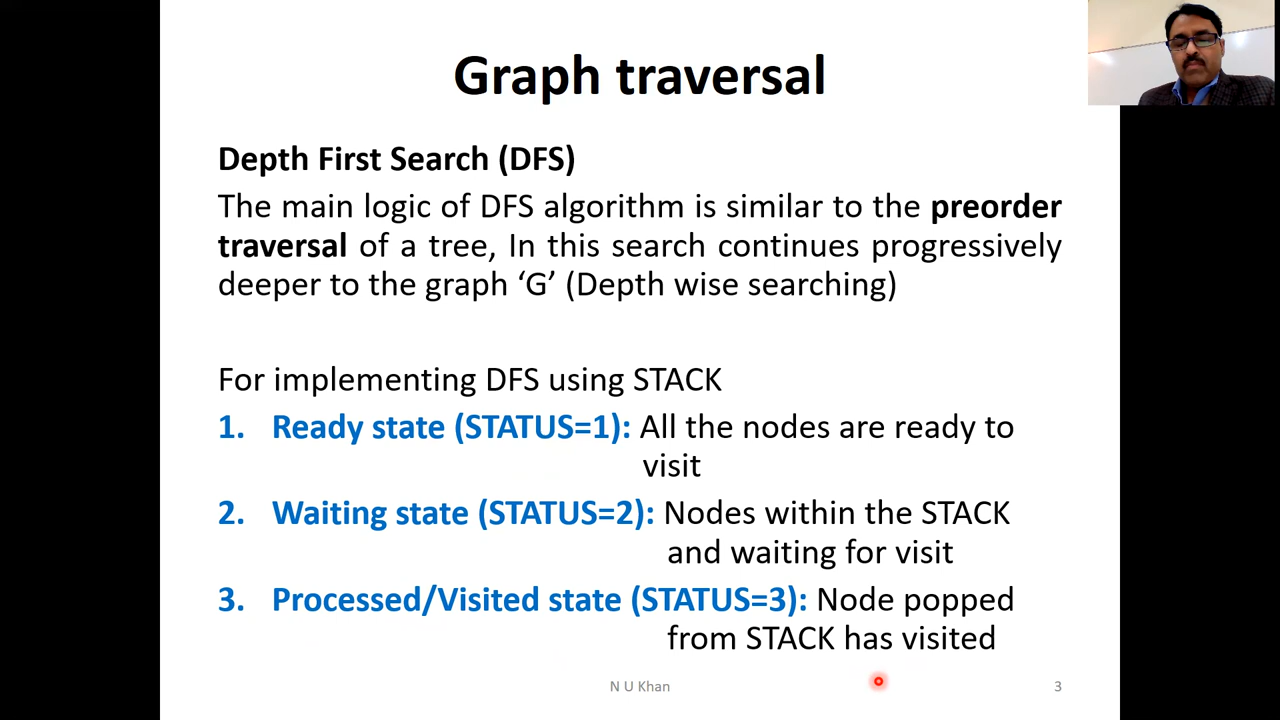 Graph traversal
Depth First Search (DFS)
The main logic of DFS algorithm is similar to the preorder
traversal of a tree, In this search continues progressively
deeper to the graph ‘G’ (Depth wise searching)
For implementing DFS using STACK
1. Ready state (STATUS=1): All the nodes are ready to
visit
2. Waiting state (STATUS=2): Nodes within the STACK
and waiting for visit
3. Processed/Visited state (STATUS=3): Node popped
from STACK has visited
N U Khan
3